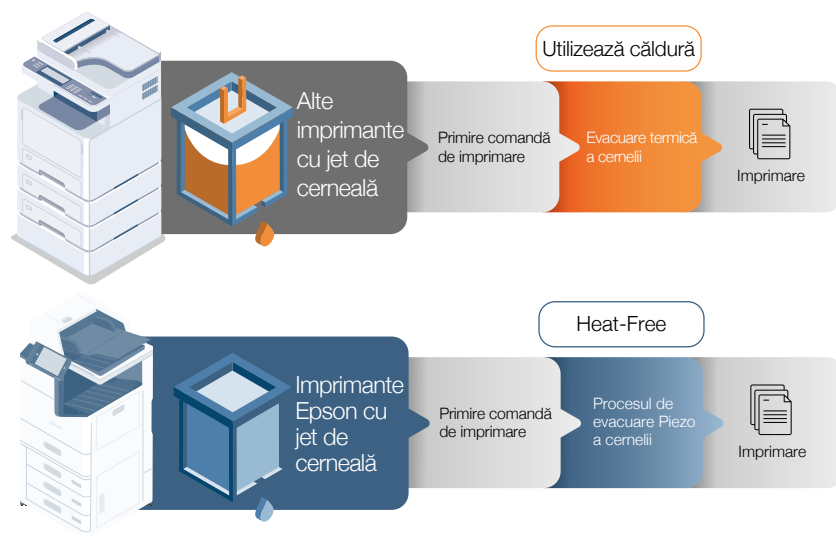 Utilizează căldură
Alte
imprimante
cu jet de
cerneală
Primire comandă
de imprimare
Evacuare termică
a cernelii
Imprimare
Heat-Free
Imprimante
Epson cu
jet de
cerneală
Primire comandă
de imprimare
Procesul de
evacuare Piezo
a cernelii
Imprimare